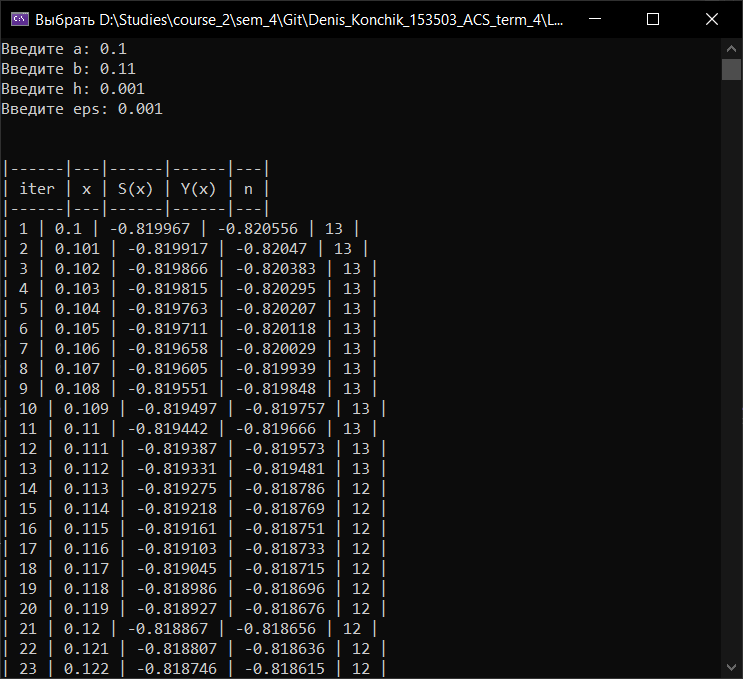 Выбрать D:\Studies\course_2\sem_4\Git\Denis_Konchik_153503_ACS_term_4\L...
Введите a: 0.1
Введите b: 0.11
Введите h: 0.001
Введите eps: 0.001
|------|---|------|------|---|
| iter | x | S(x) | Y(x) | n |
|------|---|------|------|---|
| 1 | 0.1 | -0.819967 | -0.820556 | 13 |
| 2 | 0.101 | -0.819917 | -0.82047 | 13 |
| 3 | 0.102 | -0.819866 | -0.820383 | 13 |
| 4 | 0.103 | -0.819815 | -0.820295 | 13 |
| 5 | 0.104 | -0.819763 | -0.820207 | 13 |
| 6 | 0.105 | -0.819711 | -0.820118 | 13 |
| 7 | 0.106 | -0.819658 | -0.820029 | 13 |
| 8 | 0.107 | -0.819605 | -0.819939 | 13 |
| 9 | 0.108 | -0.819551 | -0.819848 | 13 |
| 10 | 0.109 | -0.819497 | -0.819757 | 13 |
| 11 | 0.11 | -0.819442 | -0.819666 | 13 |
| 12 | 0.111 | -0.819387 | -0.819573 | 13 |
| 13 | 0.112 | -0.819331 | -0.819481 | 13 |
| 14 | 0.113 | -0.819275 | -0.818786 | 12 |
| 15 | 0.114 | -0.819218 | -0.818769 | 12 |
| 16 | 0.115 | -0.819161 | -0.818751 | 12 |
| 17 | 0.116 | -0.819103 | -0.818733 | 12 |
| 18 | 0.117 | -0.819045 | -0.818715 | 12 |
| 19 | 0.118 | -0.818986 | -0.818696 | 12 |
| 20 | 0.119 | -0.818927 | -0.818676 | 12 |
| 21 | 0.12 | -0.818867 | -0.818656 | 12 |
| 22 | 0.121 | -0.818807 | -0.818636 | 12 |
| 23 | 0.122 | -0.818746 | -0.818615 | 12 |